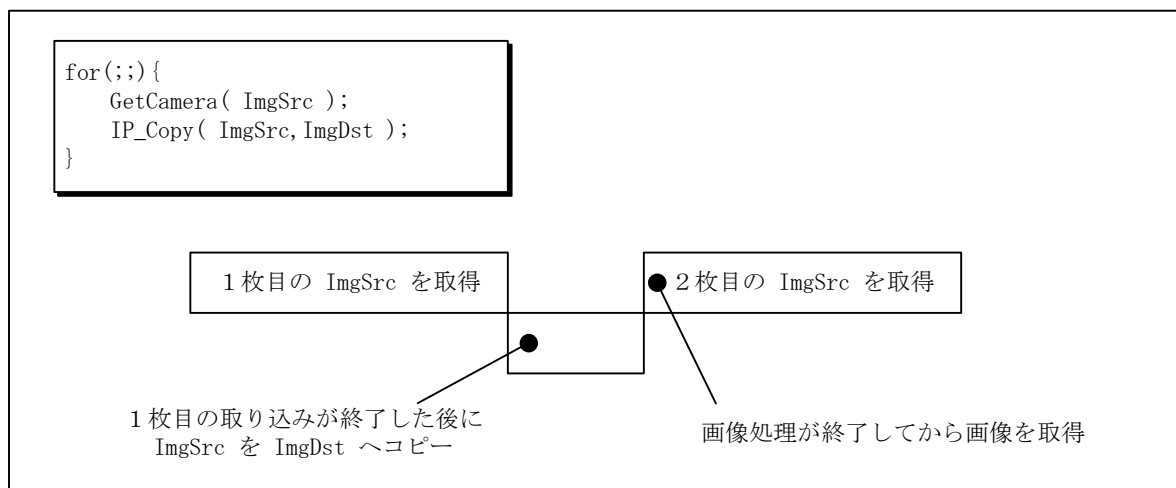 for(;;){
    GetCamera( ImgSrc );
    IP_Copy( ImgSrc,ImgDst );
}
１枚目の ImgSrc を取得
２枚目の ImgSrc を取得
１枚目の取り込みが終了した後に
ImgSrc を ImgDst へコピー
画像処理が終了してから画像を取得